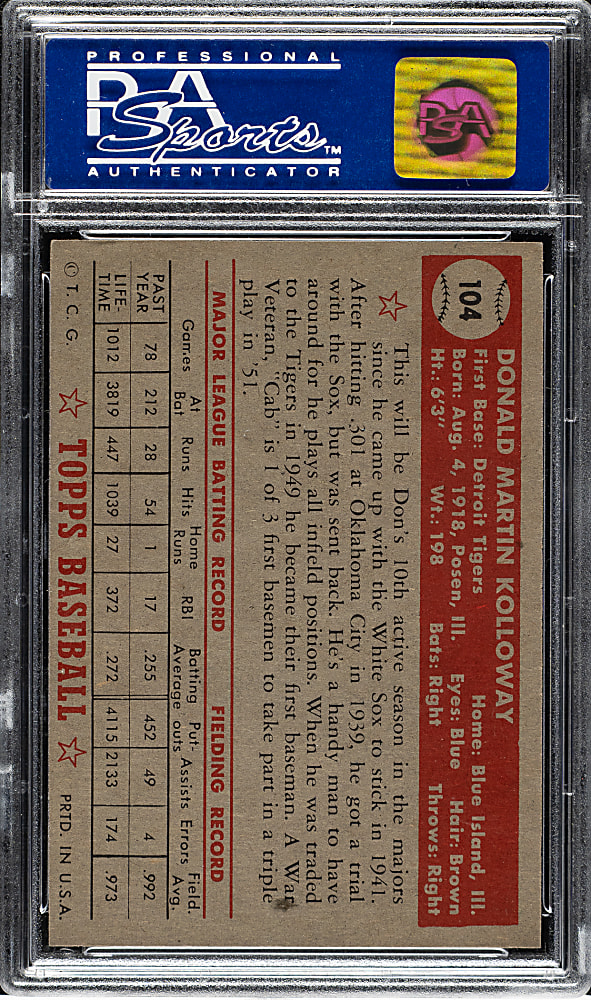 PROFESSIONAL
PSA
Sports™
AUTHENTICATOR
PSA
104
DONALD MARTIN KOLLOWAY
First Base: Detroit Tigers Home: Blue Island, Ill.
Born: Aug. 4, 1918, Posen, Ill. Eyes: Blue Hair: Brown
Ht.: 6'3" Wt.: 198 Bats: Right Throws: Right
This will be Don's 10th active season in the majors
since he came up with the White Sox to stick in 1941.
After hitting .301 at Oklahoma City in 1939, he got a trial
with the Sox, but was sent back. He's a handy man to have
around for he plays all infield positions. When he was traded
to the Tigers in 1949 he became their first baseman. A War
Veteran, "Cab" is 1 of 3 first basemen to take part in a triple
play in '51.
MAJOR LEAGUE BATTING RECORD FIELDING RECORD
Games At Bat Runs Hits Home Runs RBI Batting Average Put-outs Assists Errors Field. Avg.
PAST YEAR 78 212 28 54 1 17 .255 452 49 4 .992
LIFE-TIME 1012 3819 447 1039 27 372 .272 4115 2133 174 .973
© T. C. G. TOPPS BASEBALL PRTD. IN U.S.A.